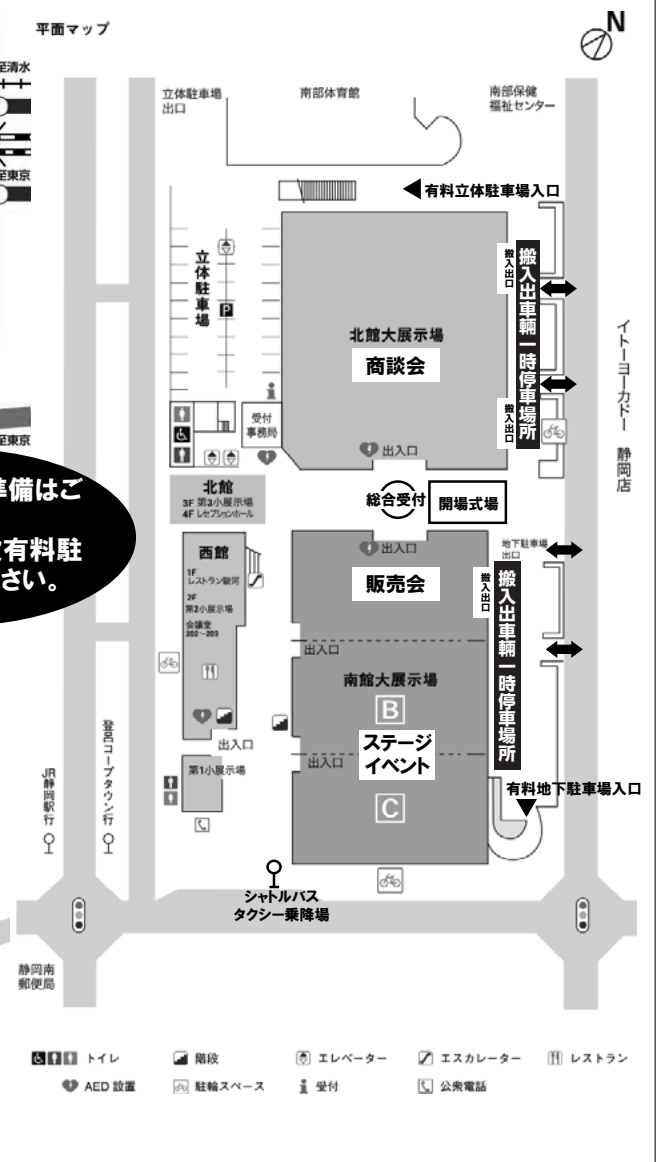 平面マップ
N
至清水
至東京
至東京
準備はご
有料駐
さい。
立体駐車場
出口
南部体育館
南部保健
福祉センター
有料立体駐車場入口
立体駐車場
P
搬入出口
搬入出車輛一時停車場所
北館大展示場
商談会
搬入出口
イトーヨーカドー 静岡店
受付
事務局
出入口
北館
3F 第3小展示場
4F レセプションホール
総合受付
開場式場
西館
1F
レストラン駿河
2F
第2小展示場
会議室
202〜203
出入口
販売会
地下駐車場
出口
搬入出口
搬入出車輛一時停車場所
出入口
南館大展示場
B
ステージ
イベント
出入口
C
出入口
第1小展示場
有料地下駐車場入口
JR静岡駅行
登呂コープタウン行
シャトルバス
タクシー乗降場
静岡南
郵便局
トイレ
階段
エレベーター
エスカレーター
レストラン
AED 設置
駐輪スペース
受付
公衆電話